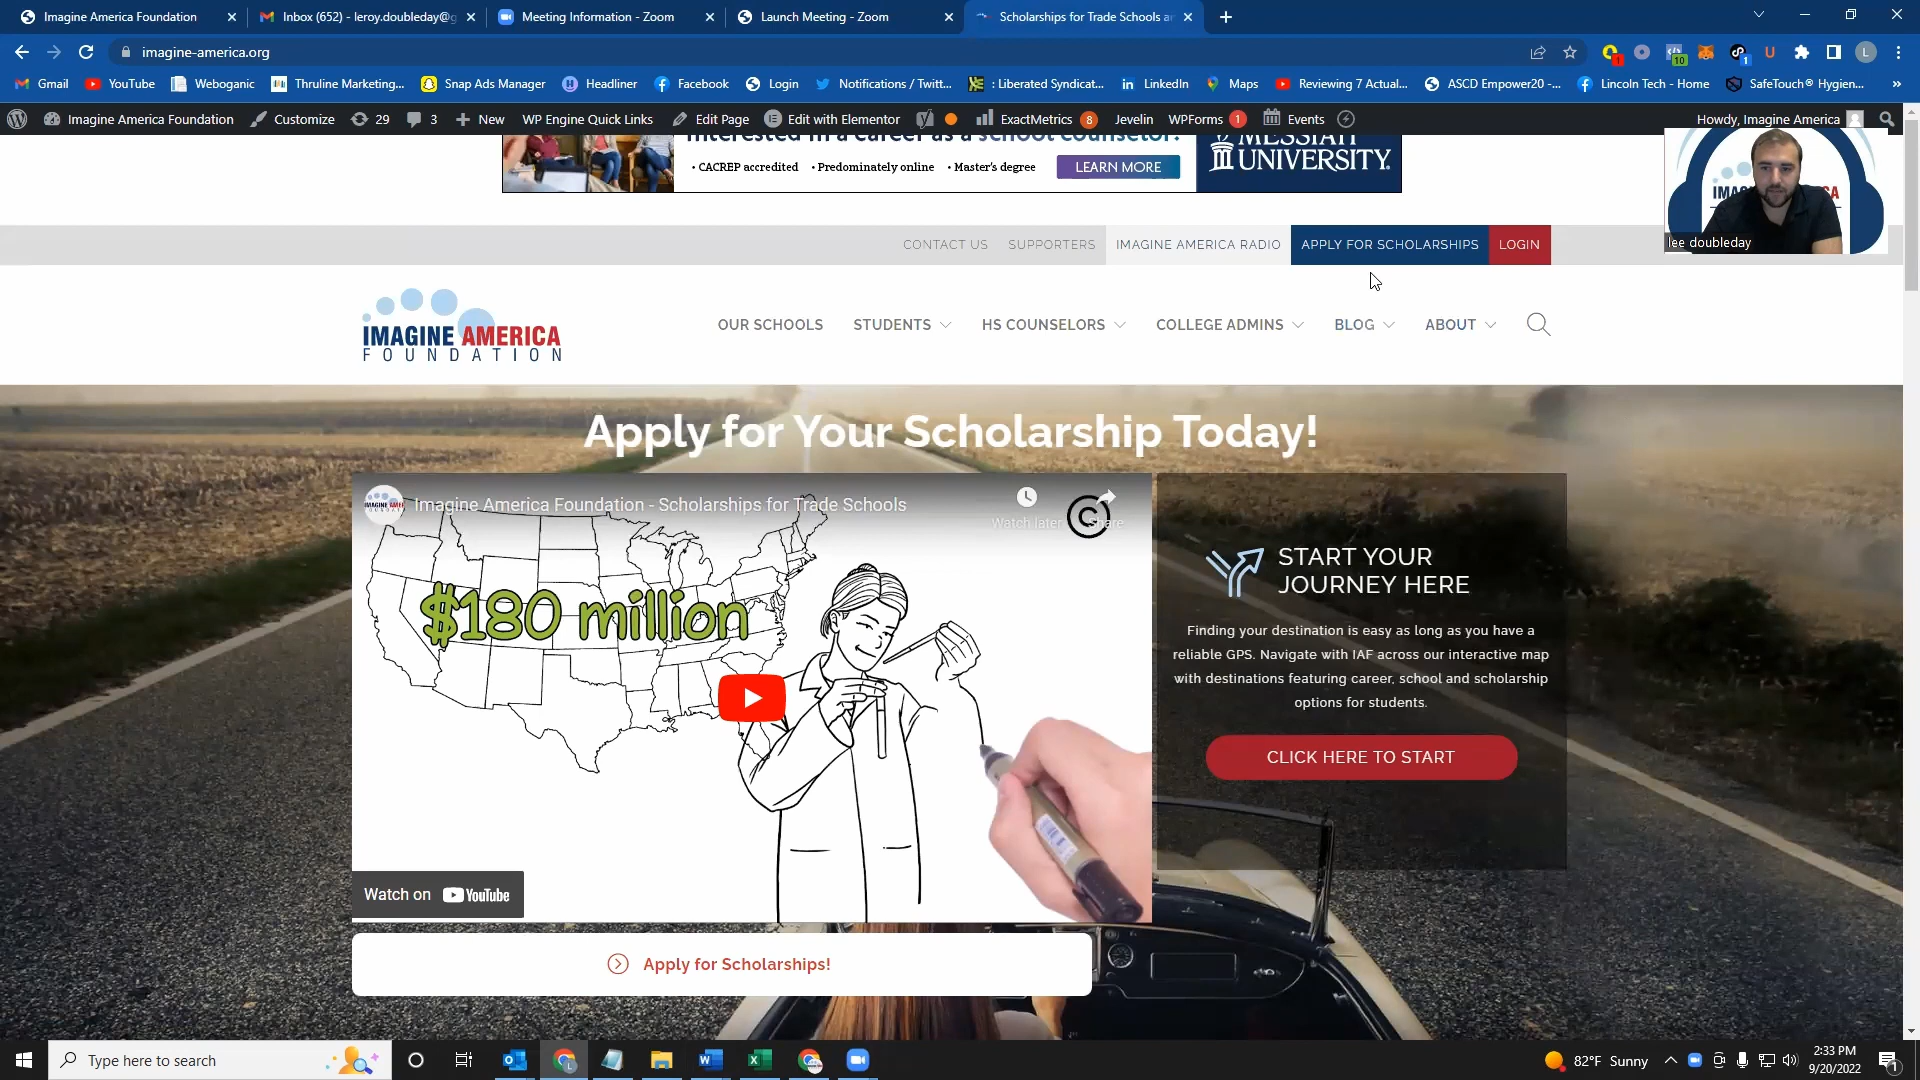 Imagine America Foundation
Inbox (652) - leroy.doubleday@g
Meeting Information - Zoom
Launch Meeting - Zoom
Scholarships for Trade Schools a
imagine-america.org
L
Gmail
YouTube
Weboganic
Thruline Marketing...
Snap Ads Manager
Headliner
Facebook
Login
Notifications / Twitt...
: Liberated Syndicat...
LinkedIn
Maps
Reviewing 7 Actual...
ASCD Empower20 -...
Lincoln Tech - Home
SafeTouch® Hygien...
Imagine America Foundation
Customize
29
3
New
WP Engine Quick Links
Edit Page
Edit with Elementor
ExactMetrics 8
Jevelin
WPForms 1
Events
Howdy, Imagine America
Interested in a career as a school counselor?
• CACREP accredited • Predominately online • Master's degree
LEARN MORE
MESSIAH
UNIVERSITY.
lee doubleday
CONTACT US
SUPPORTERS
IMAGINE AMERICA RADIO
APPLY FOR SCHOLARSHIPS
LOGIN
IMAGINE AMERICA
FOUNDATION
OUR SCHOOLS
STUDENTS
HS COUNSELORS
COLLEGE ADMINS
BLOG
ABOUT
Apply for Your Scholarship Today!
Imagine America Foundation - Scholarships for Trade Schools
Watch later
Share
$180 million
Watch on YouTube
START YOUR
JOURNEY HERE
Finding your destination is easy as long as you have a
reliable GPS. Navigate with IAF across our interactive map
with destinations featuring career, school and scholarship
options for students.
CLICK HERE TO START
Apply for Scholarships!
Type here to search
82°F Sunny
2:33 PM
9/20/2022